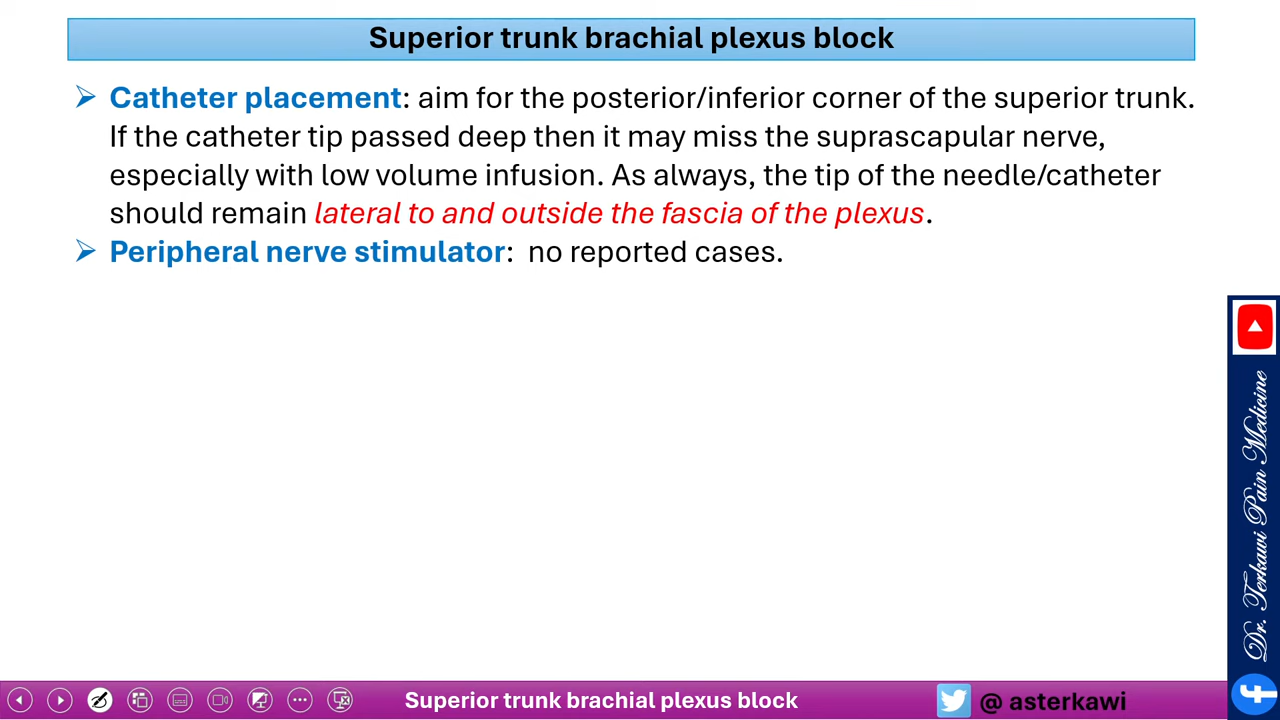 Superior trunk brachial plexus block
Catheter placement: aim for the posterior/inferior corner of the superior trunk.
If the catheter tip passed deep then it may miss the suprascapular nerve,
especially with low volume infusion. As always, the tip of the needle/catheter
should remain lateral to and outside the fascia of the plexus.
Peripheral nerve stimulator:  no reported cases.
Dr. Terkawi Pain Medicine
Superior trunk brachial plexus block
@ asterkawi